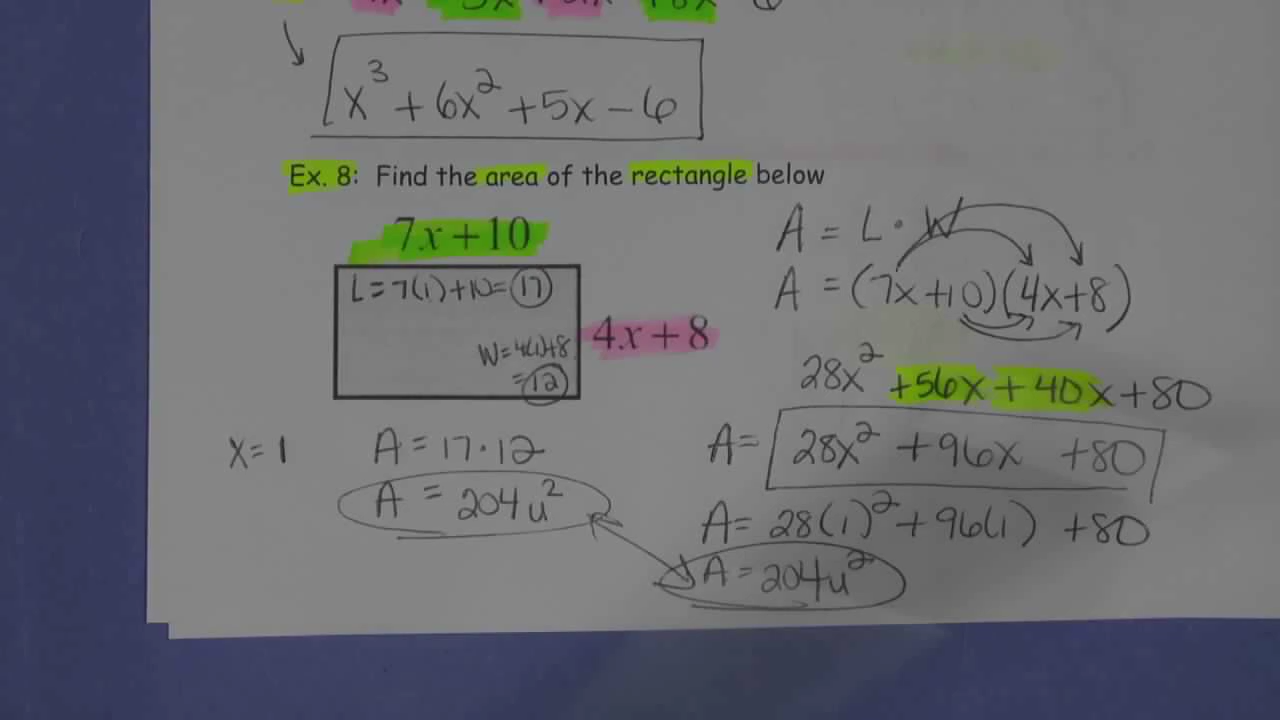 x³ + 6x² + 5x - 6
Ex. 8: Find the area of the rectangle below
7x + 10
L = 7(1) + 10 = 17
W = 4(1) + 8
= 12
4x + 8
X = 1
A = 17 · 12
A = 204u²
A = L · W
A = (7x + 10)(4x + 8)
28x² + 56x + 40x + 80
A = 28x² + 96x + 80
A = 28(1)² + 96(1) + 80
A = 204u²